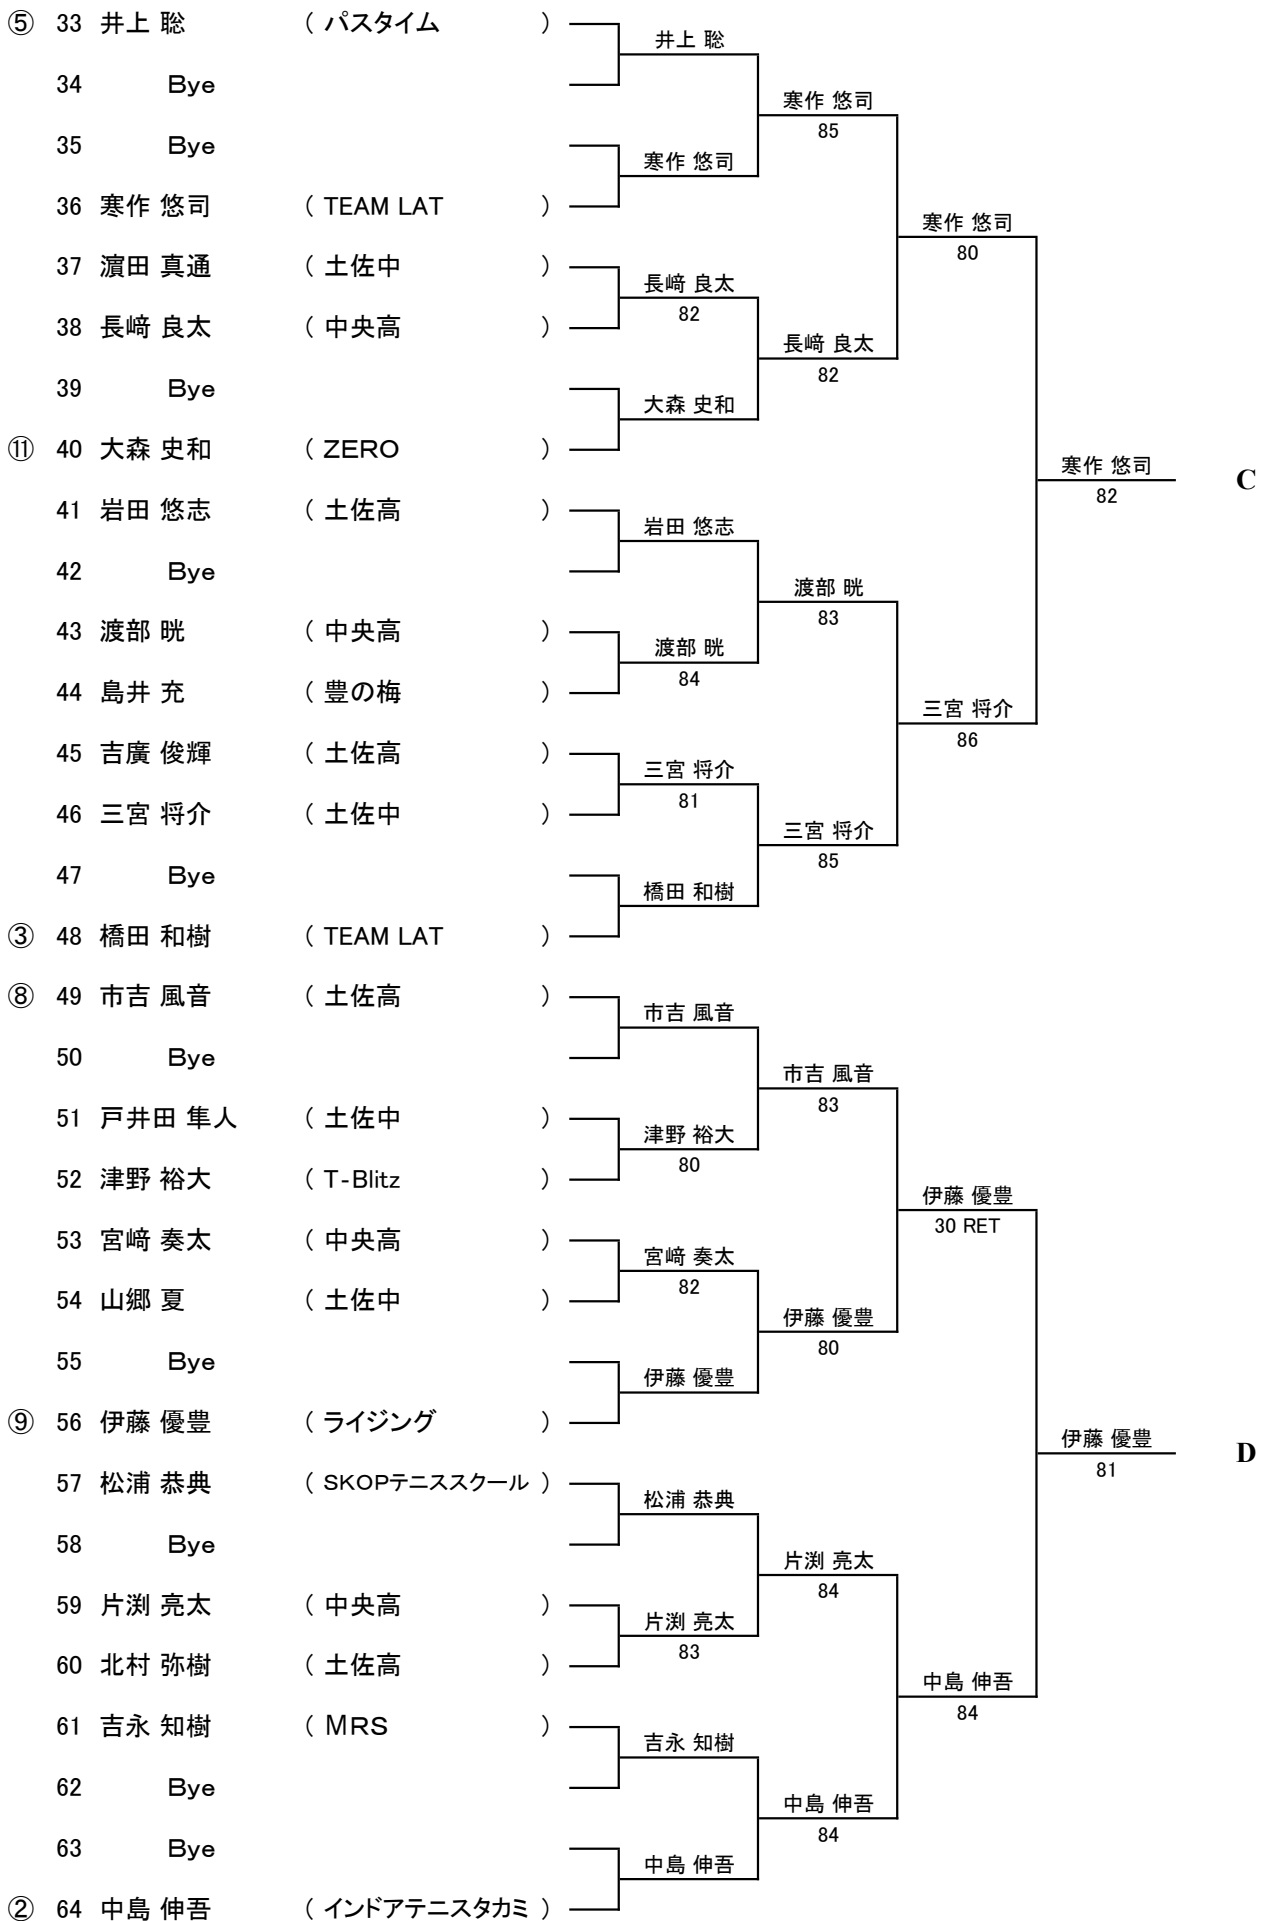 ⑤ 33 井上 聡 ( パスタイム )
井上 聡
34 Bye
寒作 悠司
85
35 Bye
寒作 悠司
36 寒作 悠司 ( TEAM LAT )
寒作 悠司
80
37 濵田 真通 ( 土佐中 )
長﨑 良太
82
38 長﨑 良太 ( 中央高 )
長﨑 良太
82
39 Bye
大森 史和
⑪ 40 大森 史和 ( ZERO )
寒作 悠司
82
C
41 岩田 悠志 ( 土佐高 )
岩田 悠志
42 Bye
渡部 晄
83
43 渡部 晄 ( 中央高 )
渡部 晄
84
44 島井 充 ( 豊の梅 )
三宮 将介
86
45 吉廣 俊輝 ( 土佐高 )
三宮 将介
81
46 三宮 将介 ( 土佐中 )
三宮 将介
85
47 Bye
橋田 和樹
③ 48 橋田 和樹 ( TEAM LAT )
⑧ 49 市吉 風音 ( 土佐高 )
市吉 風音
50 Bye
市吉 風音
83
51 戸井田 隼人 ( 土佐中 )
津野 裕大
80
52 津野 裕大 ( T-Blitz )
伊藤 優豊
30 RET
53 宮﨑 奏太 ( 中央高 )
宮﨑 奏太
82
54 山郷 夏 ( 土佐中 )
伊藤 優豊
80
55 Bye
伊藤 優豊
⑨ 56 伊藤 優豊 ( ライジング )
伊藤 優豊
81
D
57 松浦 恭典 ( SKOPテニススクール )
松浦 恭典
58 Bye
片渕 亮太
84
59 片渕 亮太 ( 中央高 )
片渕 亮太
83
60 北村 弥樹 ( 土佐高 )
中島 伸吾
84
61 吉永 知樹 ( MRS )
吉永 知樹
62 Bye
中島 伸吾
84
63 Bye
中島 伸吾
② 64 中島 伸吾 ( インドアテニスタカミ )